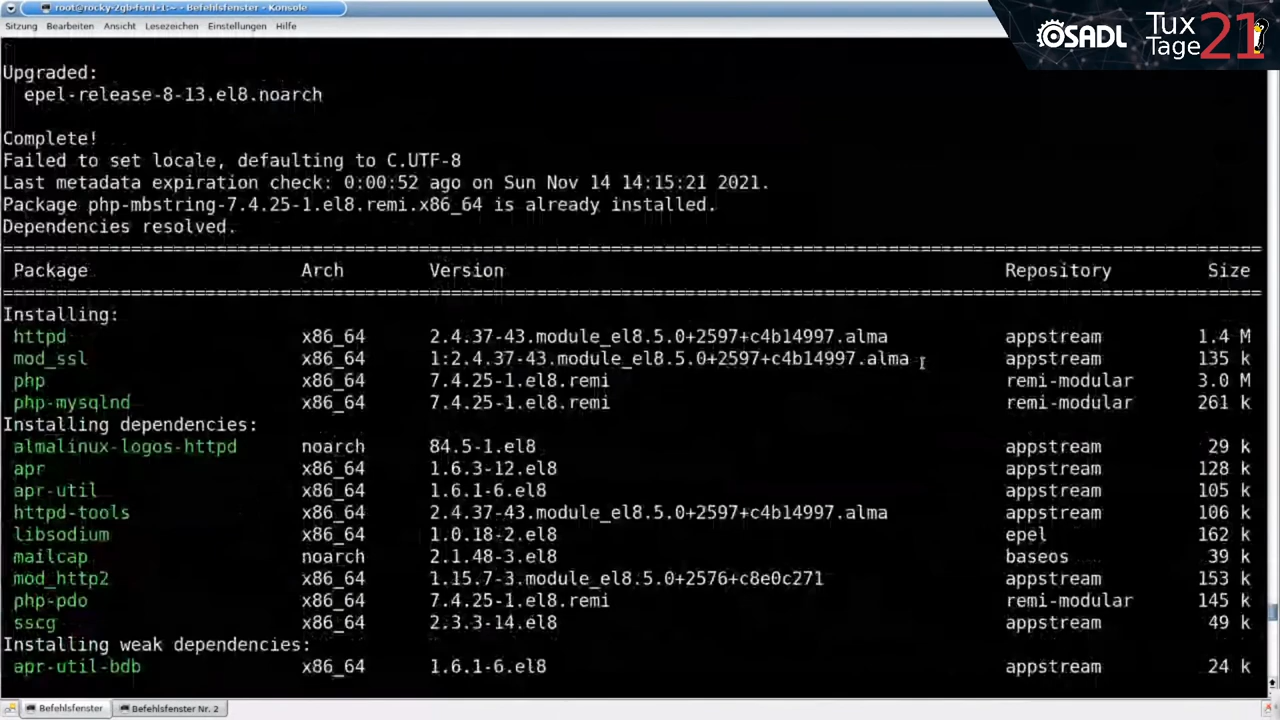 root@rocky-2gb-fsn1-1:~ - Befehlsfenster - Konsole
Sitzung Bearbeiten Ansicht Lesezeichen Einstellungen Hilfe
OSADL
Tux
Tage
21
Upgraded:
epel-release-8-13.el8.noarch
Complete!
Failed to set locale, defaulting to C.UTF-8
Last metadata expiration check: 0:00:52 ago on Sun Nov 14 14:15:21 2021.
Package php-mbstring-7.4.25-1.el8.remi.x86_64 is already installed.
Dependencies resolved.
================================================================================
Package Arch Version Repository Size
================================================================================
Installing:
httpd x86_64 2.4.37-43.module_el8.5.0+2597+c4b14997.alma appstream 1.4 M
mod_ssl x86_64 1:2.4.37-43.module_el8.5.0+2597+c4b14997.alma appstream 135 k
php x86_64 7.4.25-1.el8.remi remi-modular 3.0 M
php-mysqlnd x86_64 7.4.25-1.el8.remi remi-modular 261 k
Installing dependencies:
almalinux-logos-httpd noarch 84.5-1.el8 appstream 29 k
apr x86_64 1.6.3-12.el8 appstream 128 k
apr-util x86_64 1.6.1-6.el8 appstream 105 k
httpd-tools x86_64 2.4.37-43.module_el8.5.0+2597+c4b14997.alma appstream 106 k
libsodium x86_64 1.0.18-2.el8 epel 162 k
mailcap noarch 2.1.48-3.el8 baseos 39 k
mod_http2 x86_64 1.15.7-3.module_el8.5.0+2576+c8e0c271 appstream 153 k
php-pdo x86_64 7.4.25-1.el8.remi remi-modular 145 k
sscg x86_64 2.3.3-14.el8 appstream 49 k
Installing weak dependencies:
apr-util-bdb x86_64 1.6.1-6.el8 appstream 24 k
Befehlsfenster Befehlsfenster Nr. 2